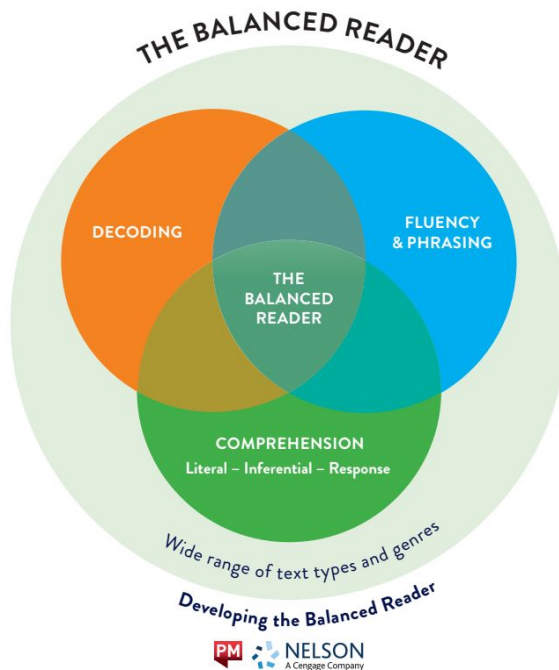 THE BALANCED READER
DECODING
FLUENCY
& PHRASING
THE
BALANCED
READER
COMPREHENSION
Literal – Inferential – Response
Wide range of text types and genres
Developing the Balanced Reader
PM
NELSON
A Cengage Company